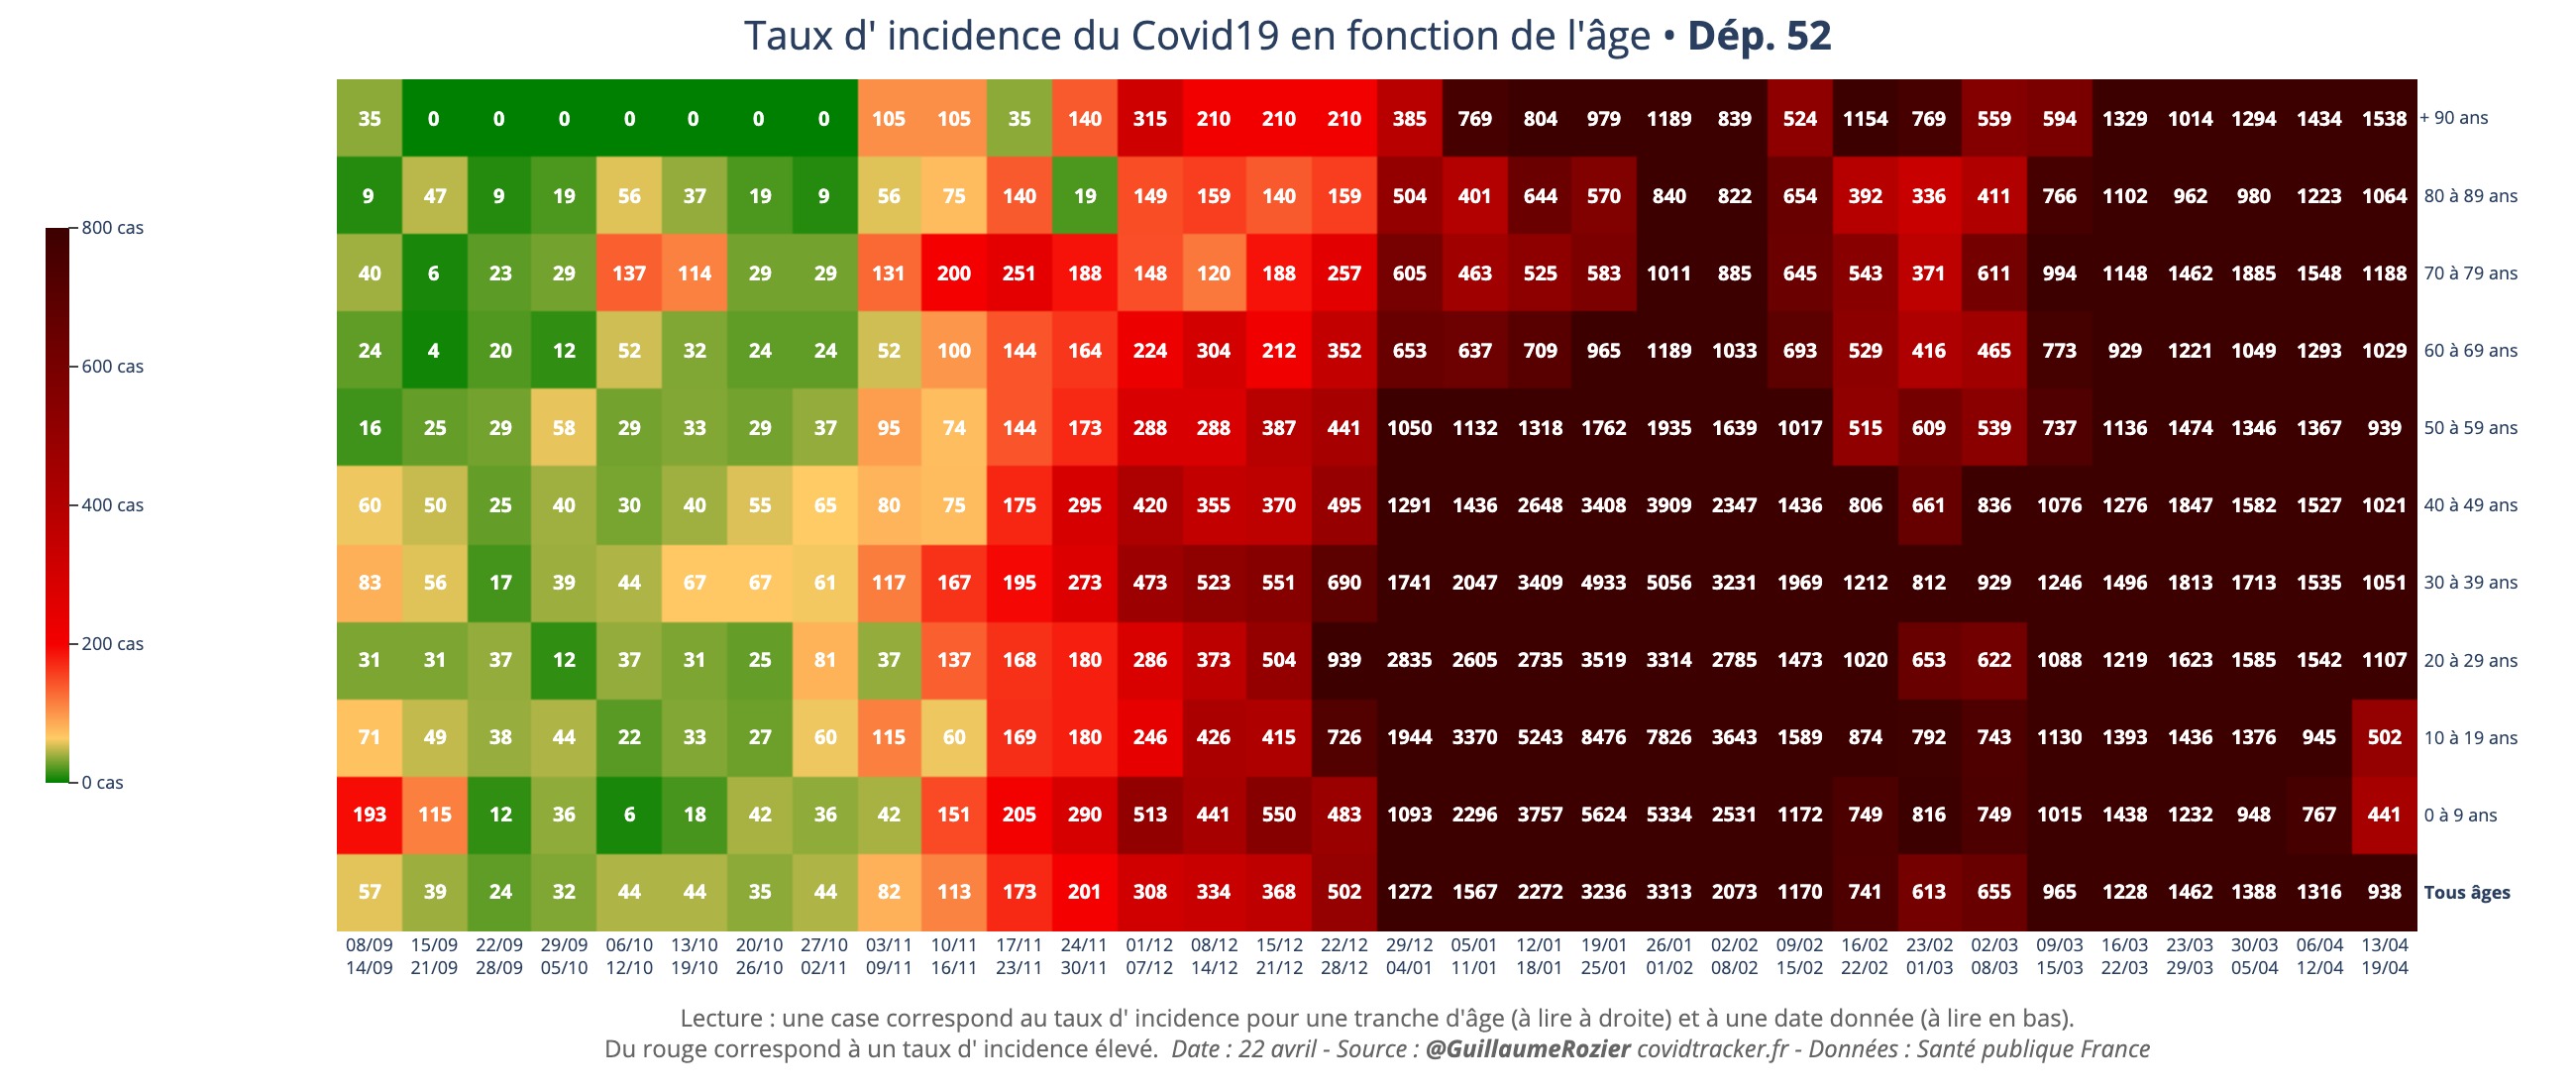 Taux d' incidence du Covid19 en fonction de l'âge • Dép. 52
800 cas
600 cas
400 cas
200 cas
0 cas
35 0 0 0 0 0 0 0 105 105 35 140 315 210 210 210 385 769 804 979 1189 839 524 1154 769 559 594 1329 1014 1294 1434 1538 + 90 ans
9 47 9 19 56 37 19 9 56 75 140 19 149 159 140 159 504 401 644 570 840 822 654 392 336 411 766 1102 962 980 1223 1064 80 à 89 ans
40 6 23 29 137 114 29 29 131 200 251 188 148 120 188 257 605 463 525 583 1011 885 645 543 371 611 994 1148 1462 1885 1548 1188 70 à 79 ans
24 4 20 12 52 32 24 24 52 100 144 164 224 304 212 352 653 637 709 965 1189 1033 693 529 416 465 773 929 1221 1049 1293 1029 60 à 69 ans
16 25 29 58 29 33 29 37 95 74 144 173 288 288 387 441 1050 1132 1318 1762 1935 1639 1017 515 609 539 737 1136 1474 1346 1367 939 50 à 59 ans
60 50 25 40 30 40 55 65 80 75 175 295 420 355 370 495 1291 1436 2648 3408 3909 2347 1436 806 661 836 1076 1276 1847 1582 1527 1021 40 à 49 ans
83 56 17 39 44 67 67 61 117 167 195 273 473 523 551 690 1741 2047 3409 4933 5056 3231 1969 1212 812 929 1246 1496 1813 1713 1535 1051 30 à 39 ans
31 31 37 12 37 31 25 81 37 137 168 180 286 373 504 939 2835 2605 2735 3519 3314 2785 1473 1020 653 622 1088 1219 1623 1585 1542 1107 20 à 29 ans
71 49 38 44 22 33 27 60 115 60 169 180 246 426 415 726 1944 3370 5243 8476 7826 3643 1589 874 792 743 1130 1393 1436 1376 945 502 10 à 19 ans
193 115 12 36 6 18 42 36 42 151 205 290 513 441 550 483 1093 2296 3757 5624 5334 2531 1172 749 816 749 1015 1438 1232 948 767 441 0 à 9 ans
57 39 24 32 44 44 35 44 82 113 173 201 308 334 368 502 1272 1567 2272 3236 3313 2073 1170 741 613 655 965 1228 1462 1388 1316 938 Tous âges
08/09 15/09 22/09 29/09 06/10 13/10 20/10 27/10 03/11 10/11 17/11 24/11 01/12 08/12 15/12 22/12 29/12 05/01 12/01 19/01 26/01 02/02 09/02 16/02 23/02 02/03 09/03 16/03 23/03 30/03 06/04 13/04
14/09 21/09 28/09 05/10 12/10 19/10 26/10 02/11 09/11 16/11 23/11 30/11 07/12 14/12 21/12 28/12 04/01 11/01 18/01 25/01 01/02 08/02 15/02 22/02 01/03 08/03 15/03 22/03 29/03 05/04 12/04 19/04
Lecture : une case correspond au taux d' incidence pour une tranche d'âge (à lire à droite) et à une date donnée (à lire en bas).
Du rouge correspond à un taux d' incidence élevé. Date : 22 avril - Source : @GuillaumeRozier covidtracker.fr - Données : Santé publique France